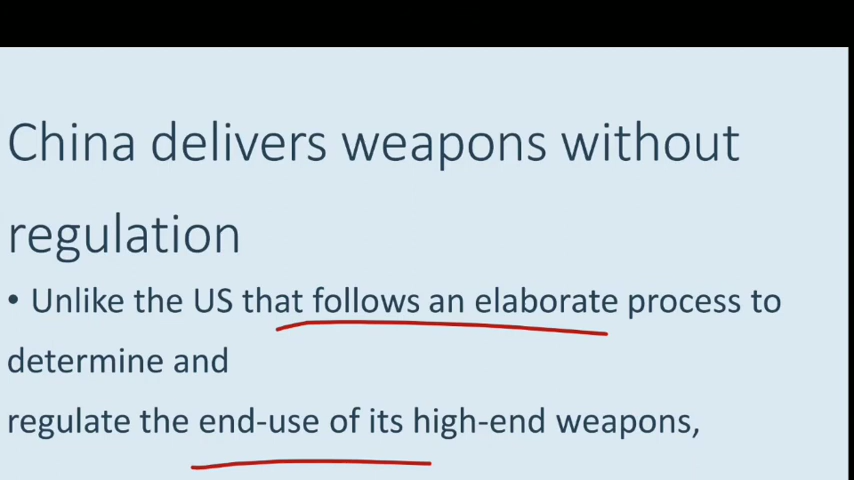 China delivers weapons without
regulation
• Unlike the US that follows an elaborate process to
determine and
regulate the end-use of its high-end weapons,